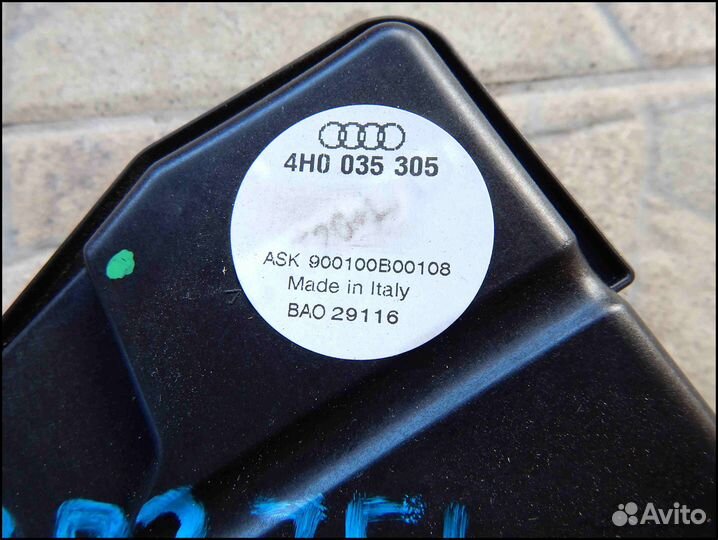 4H0 035 305
ASK 900100B00108
Made in Italy
BAO 29116
Avito